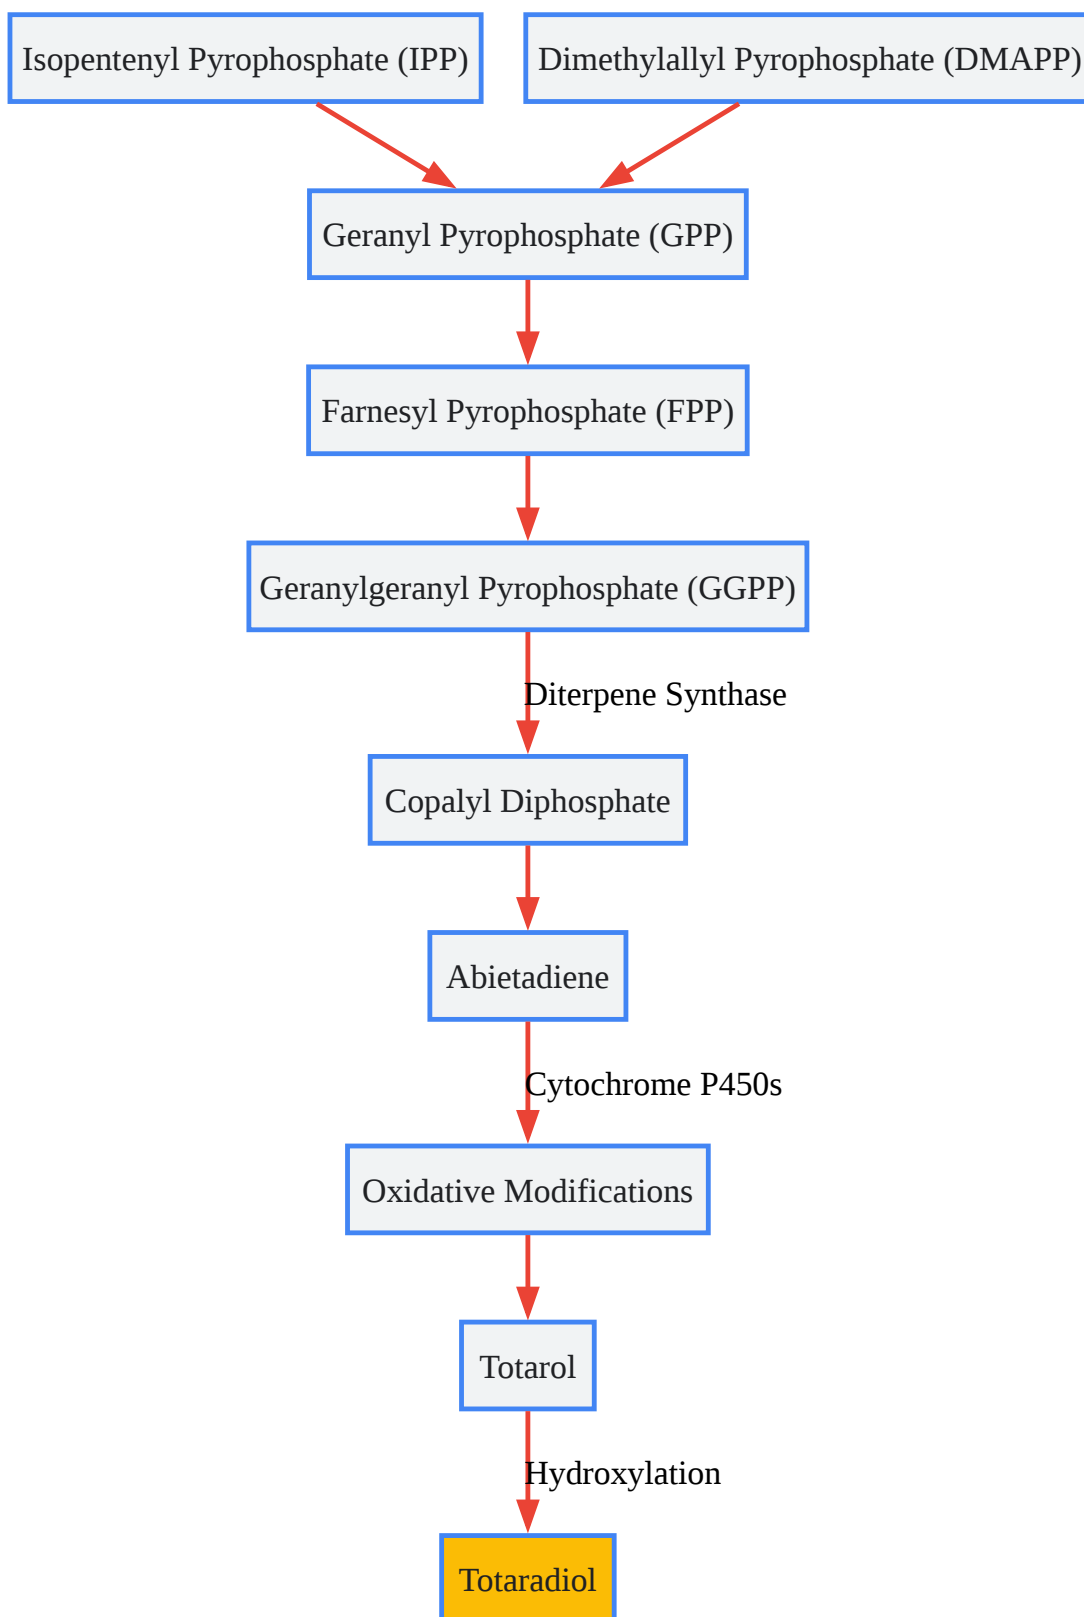 Isopentenyl Pyrophosphate (IPP)
Dimethylallyl Pyrophosphate (DMAPP)
Geranyl Pyrophosphate (GPP)
Farnesyl Pyrophosphate (FPP)
Geranylgeranyl Pyrophosphate (GGPP)
Diterpene Synthase
Copalyl Diphosphate
Abietadiene
Cytochrome P450s
Oxidative Modifications
Totarol
Hydroxylation
Totaradiol